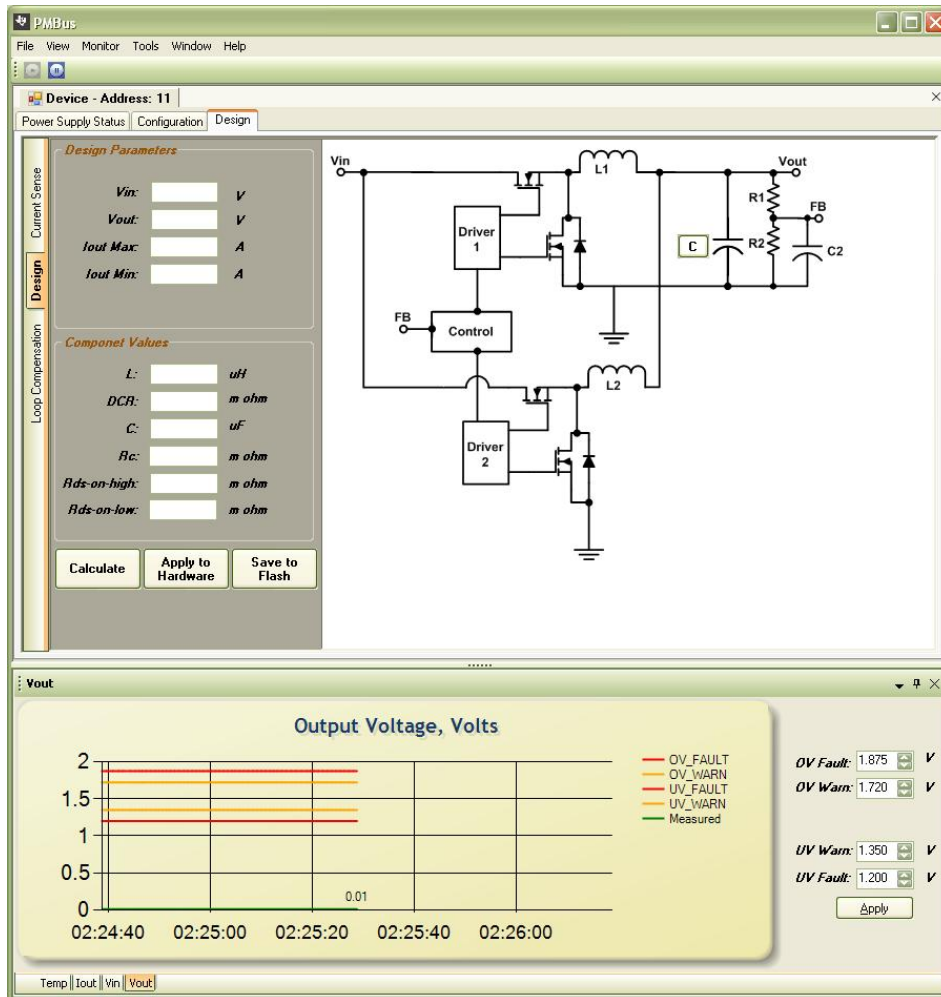 PMBus
File View Monitor Tools Window Help
Device - Address: 11
Power Supply Status Configuration Design
Current Sense
Design
Loop Compensation
Design Parameters
Vin: V
Vout: V
Iout Max: A
Iout Min: A
Componet Values
L: uH
DCR: m ohm
C: uF
Rc: m ohm
Rds-on-high: m ohm
Rds-on-low: m ohm
Calculate
Apply to
Hardware
Save to
Flash
Vin
L1
Vout
R1
FB
Driver
1
C
R2
C2
FB
Control
L2
Driver
2
Vout
Output Voltage, Volts
2
1.5
1
0.5
0
0.01
02:24:40 02:25:00 02:25:20 02:25:40 02:26:00
OV_FAULT
OV_WARN
UV_FAULT
UV_WARN
Measured
OV Fault: 1.875 V
OV Warn: 1.720 V
UV Warn: 1.350 V
UV Fault: 1.200 V
Apply
Temp Iout Vin Vout